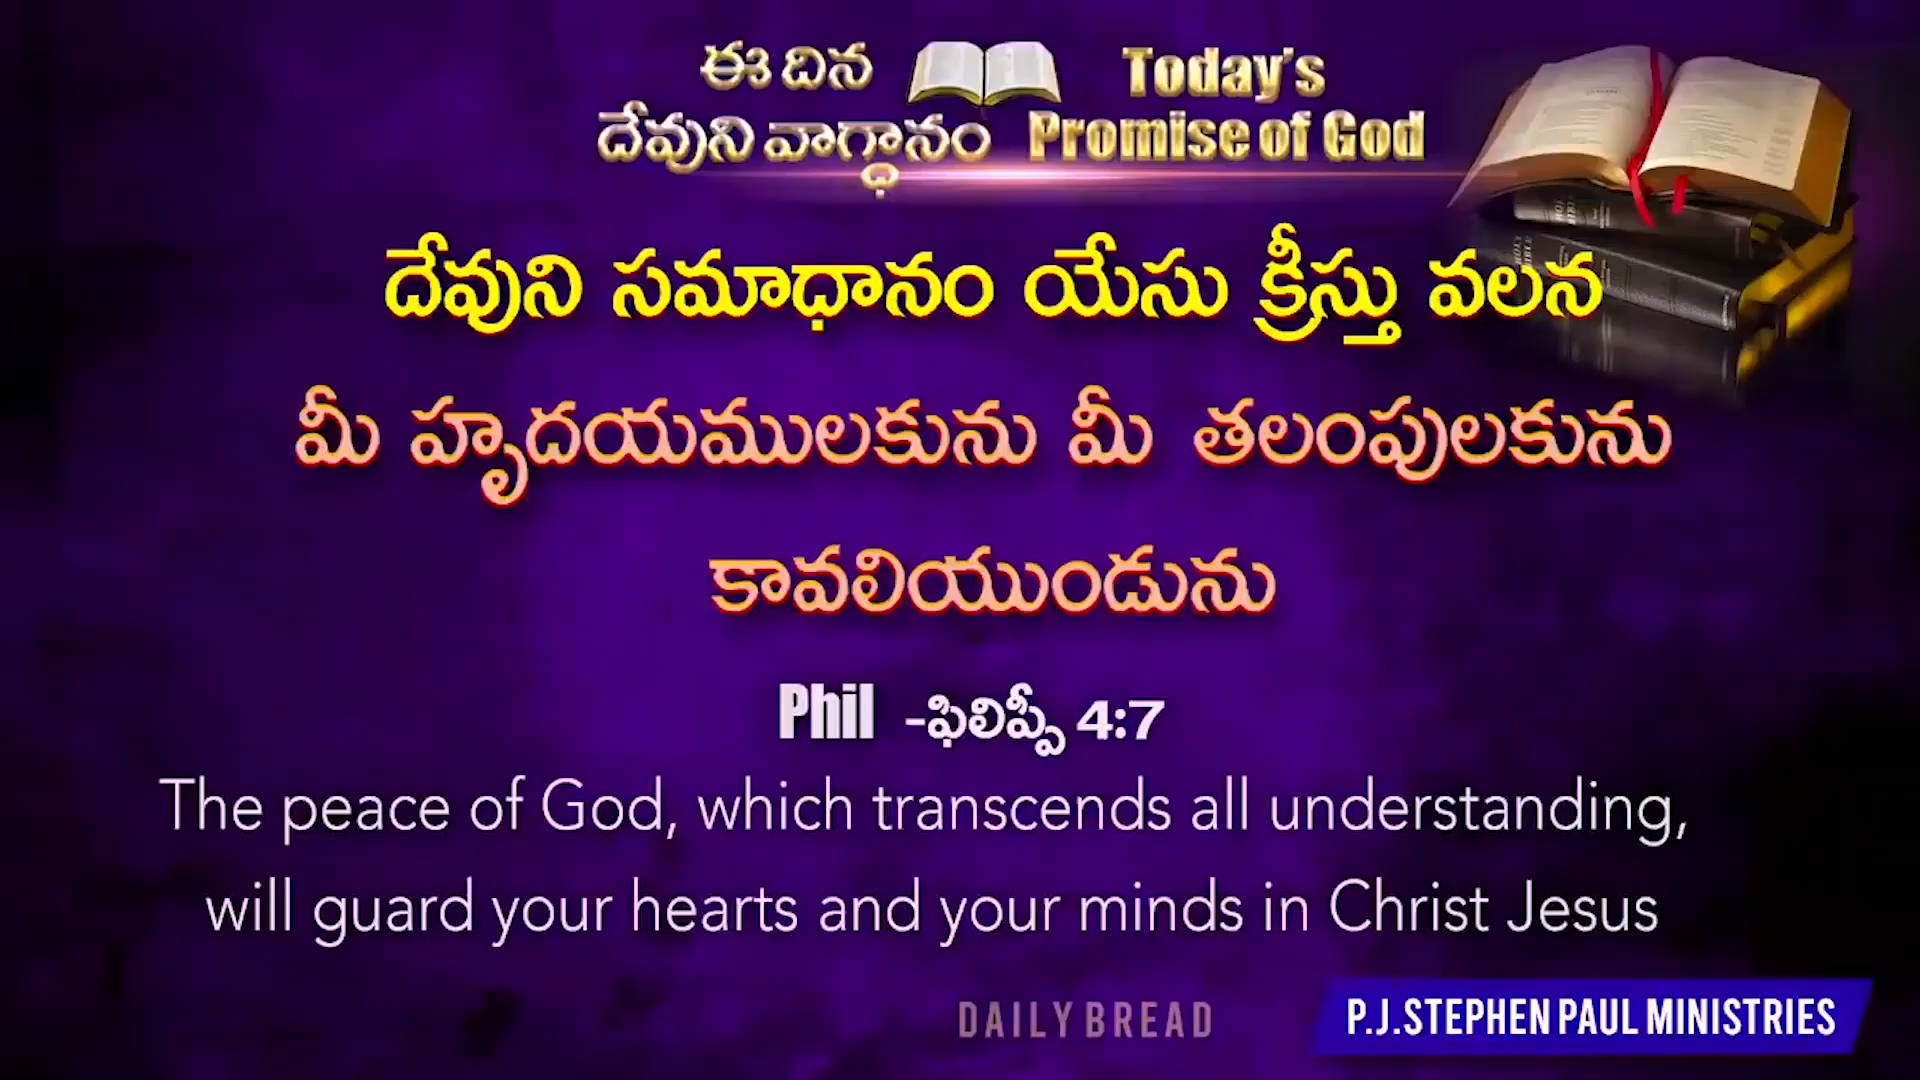 ఈ దిన
దేవుని వాగ్ధానం
Today's
Promise of God
దేవుని సమాధానం యేసు క్రీస్తు వలన
మీ హృదయములకును మీ తలంపులకును
కావలియుండును
Phil -ఫిలిప్పీ 4:7
The peace of God, which transcends all understanding,
will guard your hearts and your minds in Christ Jesus
DAILY BREAD
P.J.STEPHEN PAUL MINISTRIES